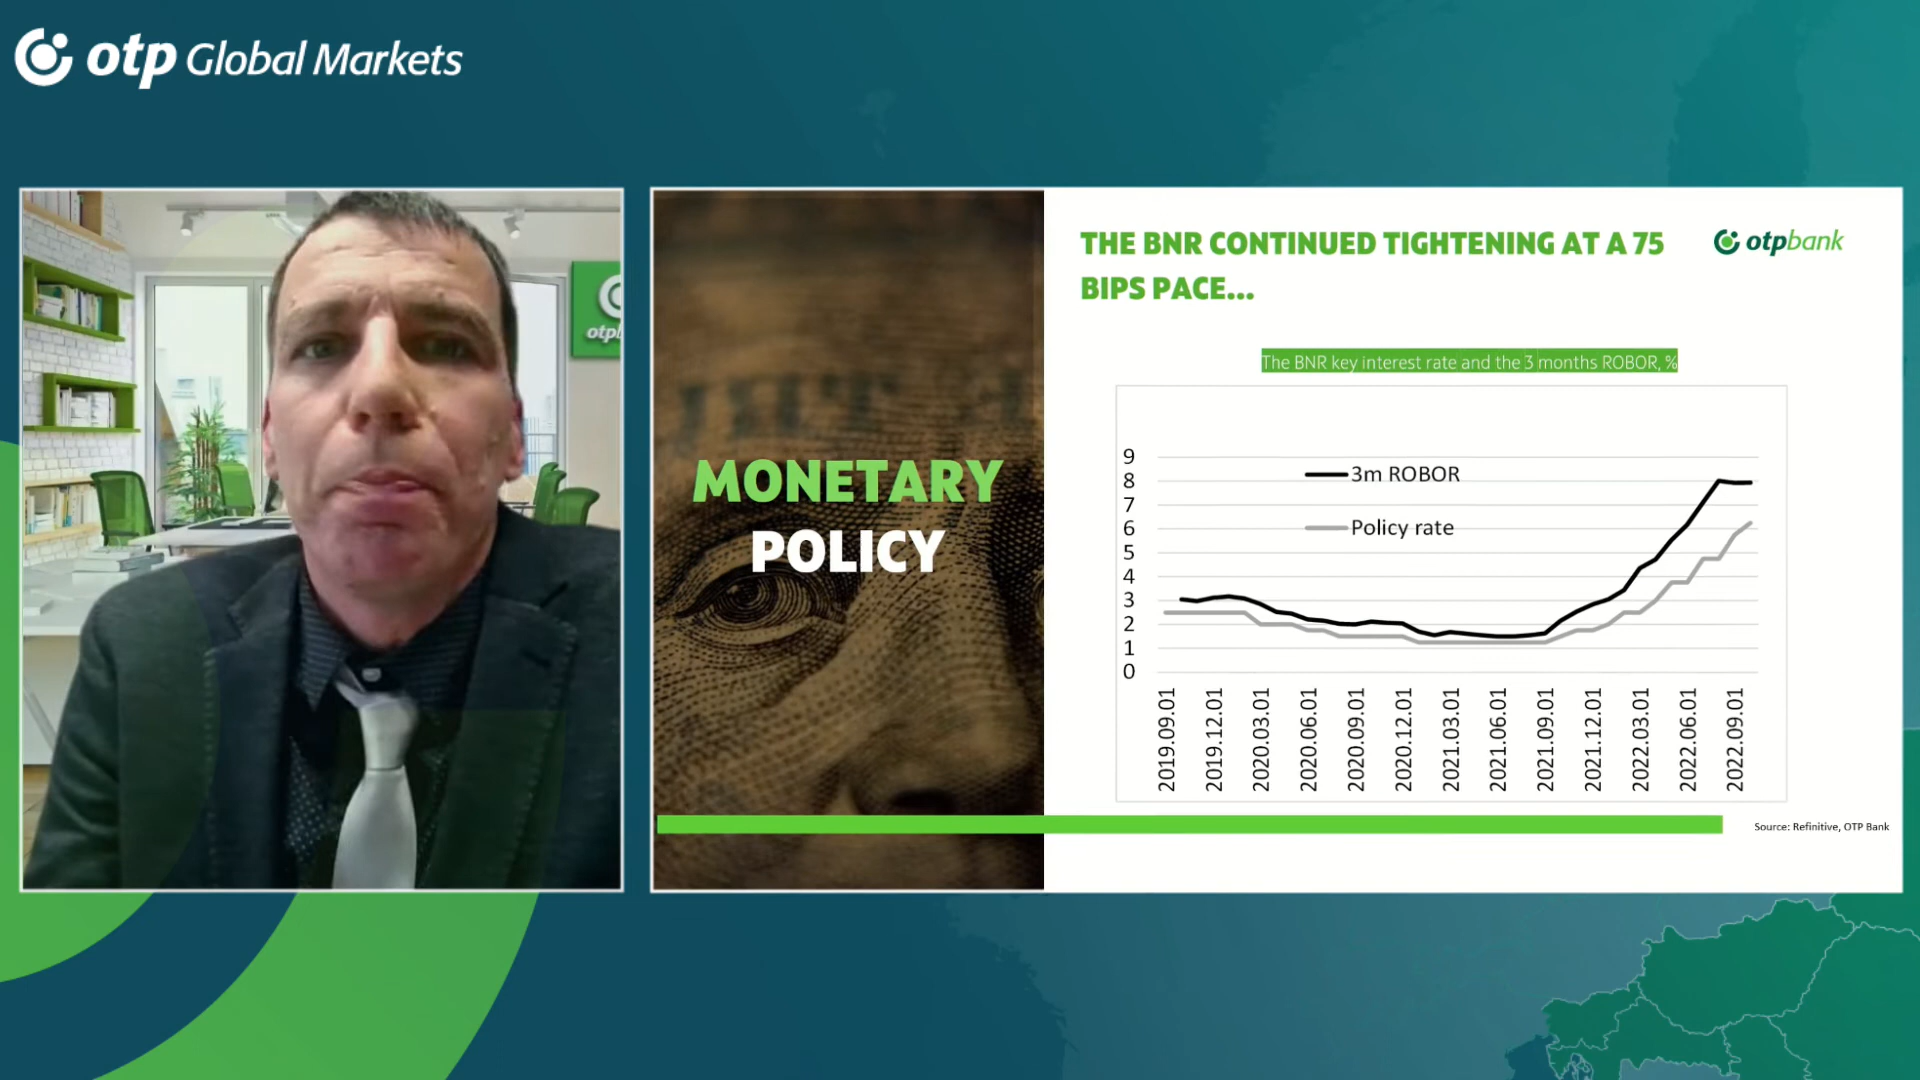 otp Global Markets
otpl
MONETARY
POLICY
THE BNR CONTINUED TIGHTENING AT A 75
BIPS PACE...
otpbank
The BNR key interest rate and the 3 months ROBOR, %
9
8
7
6
5
4
3
2
1
0
3m ROBOR
Policy rate
2019.09.01
2019.12.01
2020.03.01
2020.06.01
2020.09.01
2020.12.01
2021.03.01
2021.06.01
2021.09.01
2021.12.01
2022.03.01
2022.06.01
2022.09.01
Source: Refinitive, OTP Bank